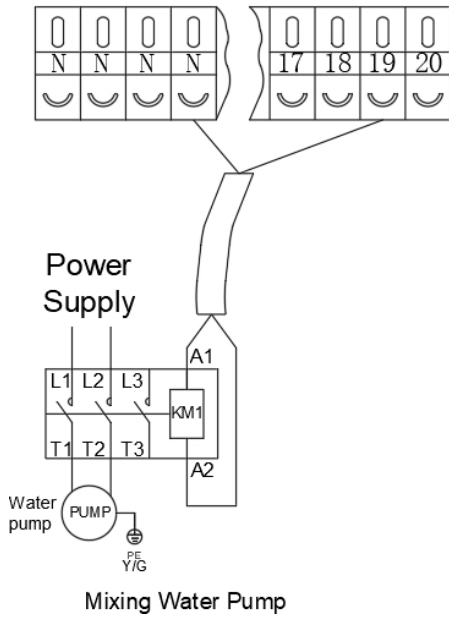 N N N N 17 18 19 20
Power
Supply
A1
L1 L2 L3
KM1
T1 T2 T3
A2
Water
pump
PUMP
PE
Y/G
Mixing Water Pump